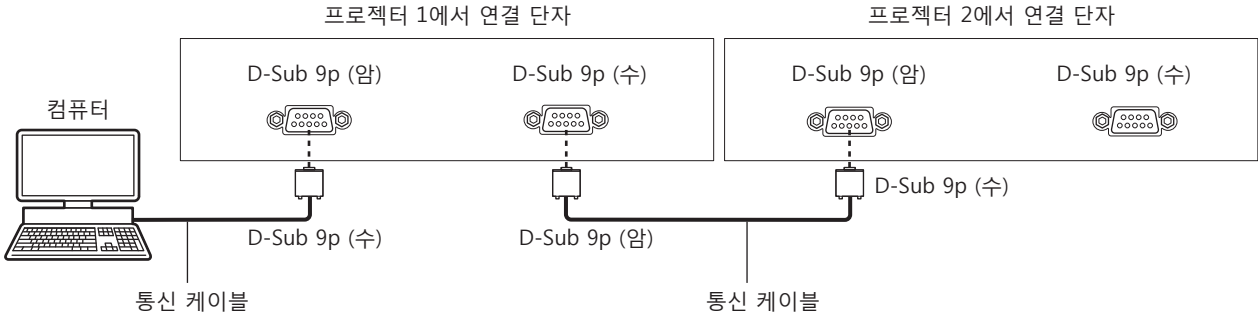 프로젝터 1에서 연결 단자
프로젝터 2에서 연결 단자
D-Sub 9p (암)
D-Sub 9p (수)
D-Sub 9p (암)
D-Sub 9p (수)
컴퓨터
D-Sub 9p (수)
D-Sub 9p (수)
D-Sub 9p (암)
통신 케이블
통신 케이블